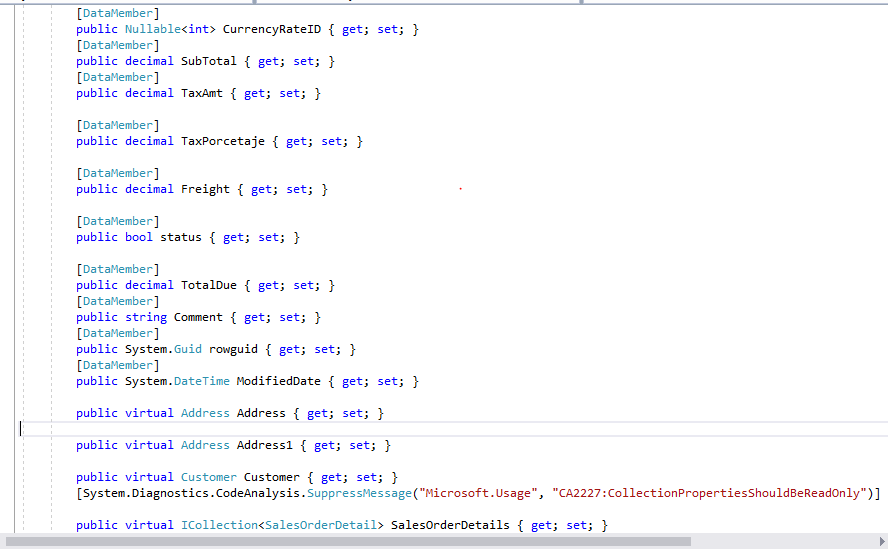 [DataMember]
public Nullable<int> CurrencyRateID { get; set; }
[DataMember]
public decimal SubTotal { get; set; }
[DataMember]
public decimal TaxAmt { get; set; }
[DataMember]
public decimal TaxPorcetaje { get; set; }
[DataMember]
public decimal Freight { get; set; }
[DataMember]
public bool status { get; set; }
[DataMember]
public decimal TotalDue { get; set; }
[DataMember]
public string Comment { get; set; }
[DataMember]
public System.Guid rowguid { get; set; }
[DataMember]
public System.DateTime ModifiedDate { get; set; }
public virtual Address Address { get; set; }
public virtual Address Address1 { get; set; }
public virtual Customer Customer { get; set; }
[System.Diagnostics.CodeAnalysis.SuppressMessage("Microsoft.Usage", "CA2227:CollectionPropertiesShouldBeReadOnly")]
public virtual ICollection<SalesOrderDetail> SalesOrderDetails { get; set; }